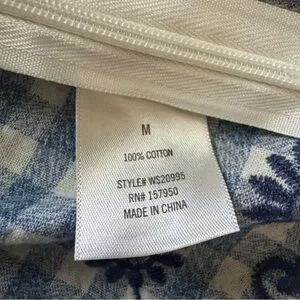 M
100% COTTON
STYLE# WS20995
RN# 157950
MADE IN CHINA